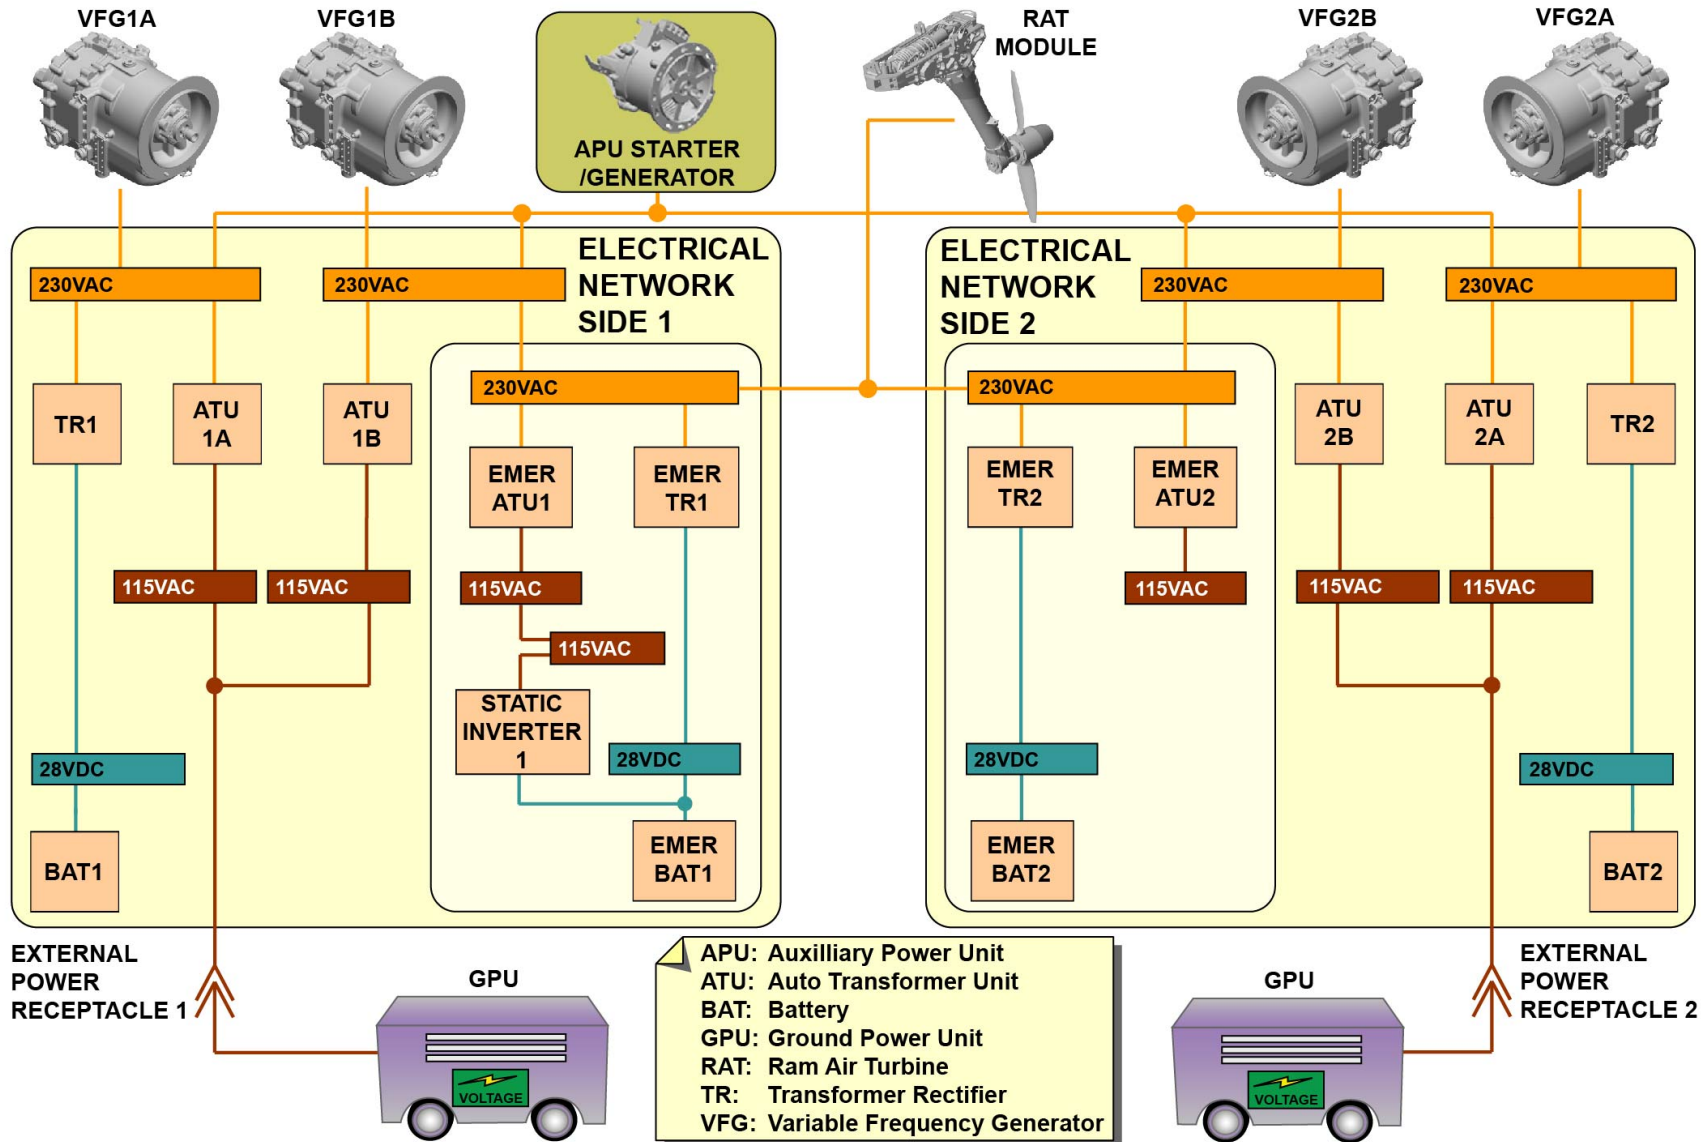 VFG1A
VFG1B
APU STARTER
/GENERATOR
RAT
MODULE
VFG2B
VFG2A
ELECTRICAL
NETWORK
SIDE 1
230VAC
230VAC
230VAC
TR1
ATU
1A
ATU
1B
EMER
ATU1
EMER
TR1
115VAC
115VAC
115VAC
115VAC
STATIC
INVERTER
1
28VDC
28VDC
BAT1
EMER
BAT1
ELECTRICAL
NETWORK
SIDE 2
230VAC
230VAC
230VAC
EMER
TR2
EMER
ATU2
ATU
2B
ATU
2A
TR2
115VAC
115VAC
115VAC
28VDC
28VDC
EMER
BAT2
BAT2
EXTERNAL
POWER
RECEPTACLE 1
GPU
VOLTAGE
APU: Auxilliary Power Unit
ATU: Auto Transformer Unit
BAT: Battery
GPU: Ground Power Unit
RAT: Ram Air Turbine
TR: Transformer Rectifier
VFG: Variable Frequency Generator
GPU
VOLTAGE
EXTERNAL
POWER
RECEPTACLE 2